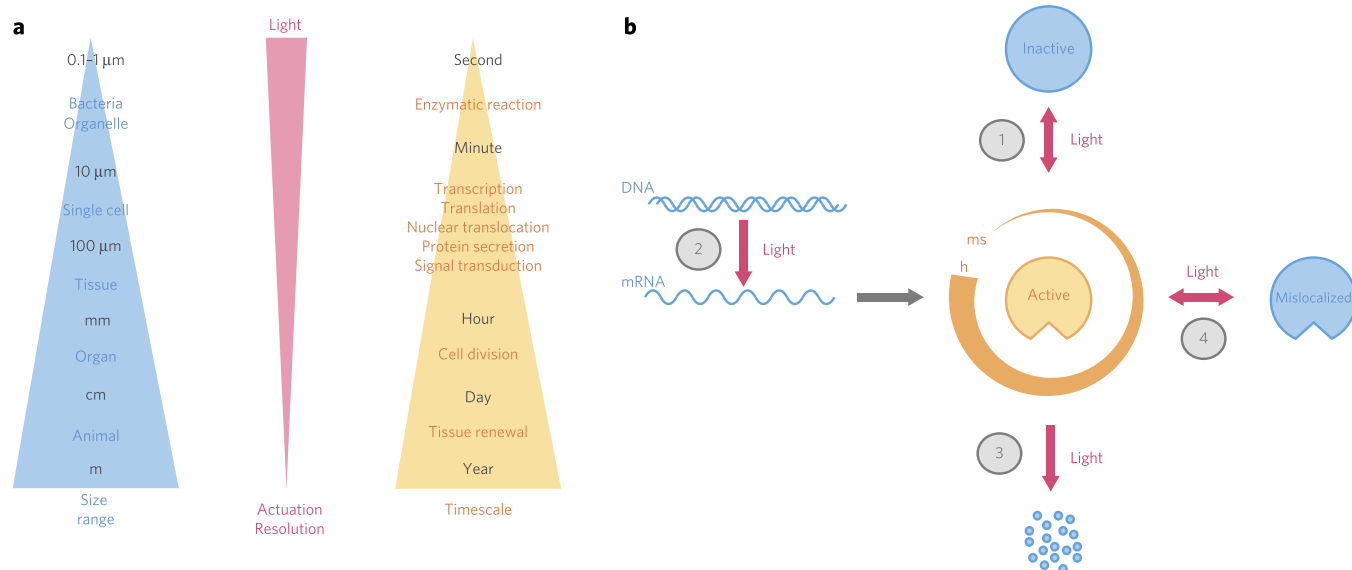 a
0.1–1 μm
Bacteria
Organelle
10 μm
Single cell
100 μm
Tissue
mm
Organ
cm
Animal
m
Size
range
Light
Actuation
Resolution
Second
Enzymatic reaction
Minute
Transcription
Translation
Nuclear translocation
Protein secretion
Signal transduction
Hour
Cell division
Day
Tissue renewal
Year
Timescale
b
Inactive
1
Light
DNA
2
Light
mRNA
ms
h
Active
Light
4
Mislocalized
3
Light